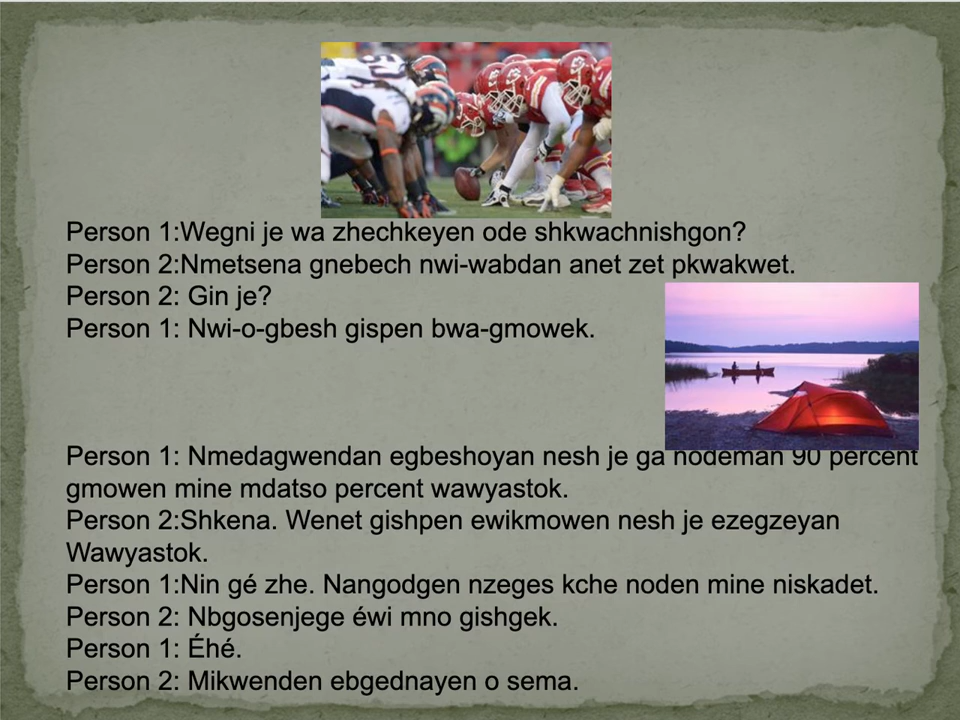 Person 1:Wegni je wa zhechkeyen ode shkwachnishgon?
Person 2:Nmetsena gnebech nwi-wabdan anet zet pkwakwet.
Person 2: Gin je?
Person 1: Nwi-o-gbesh gispen bwa-gmowek.
Person 1: Nmedagwendan egbeshoyan nesh je ga nodeman 90 percent
gmowen mine mdatso percent wawyastok.
Person 2:Shkena. Wenet gishpen ewikmowen nesh je ezegzeyan
Wawyastok.
Person 1:Nin gé zhe. Nangodgen nzeges kche noden mine niskadet.
Person 2: Nbgosenjege éwi mno gishgek.
Person 1: Éhé.
Person 2: Mikwenden ebgednayen o sema.